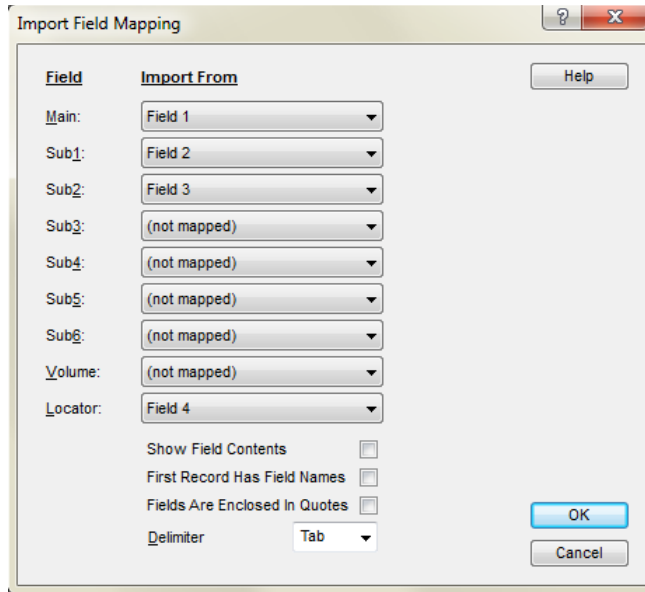 Import Field Mapping
Field Import From Help
Main: Field 1
Sub1: Field 2
Sub2: Field 3
Sub3: (not mapped)
Sub4: (not mapped)
Sub5: (not mapped)
Sub6: (not mapped)
Volume: (not mapped)
Locator: Field 4
Show Field Contents
First Record Has Field Names
Fields Are Enclosed In Quotes
OK
Delimiter Tab
Cancel